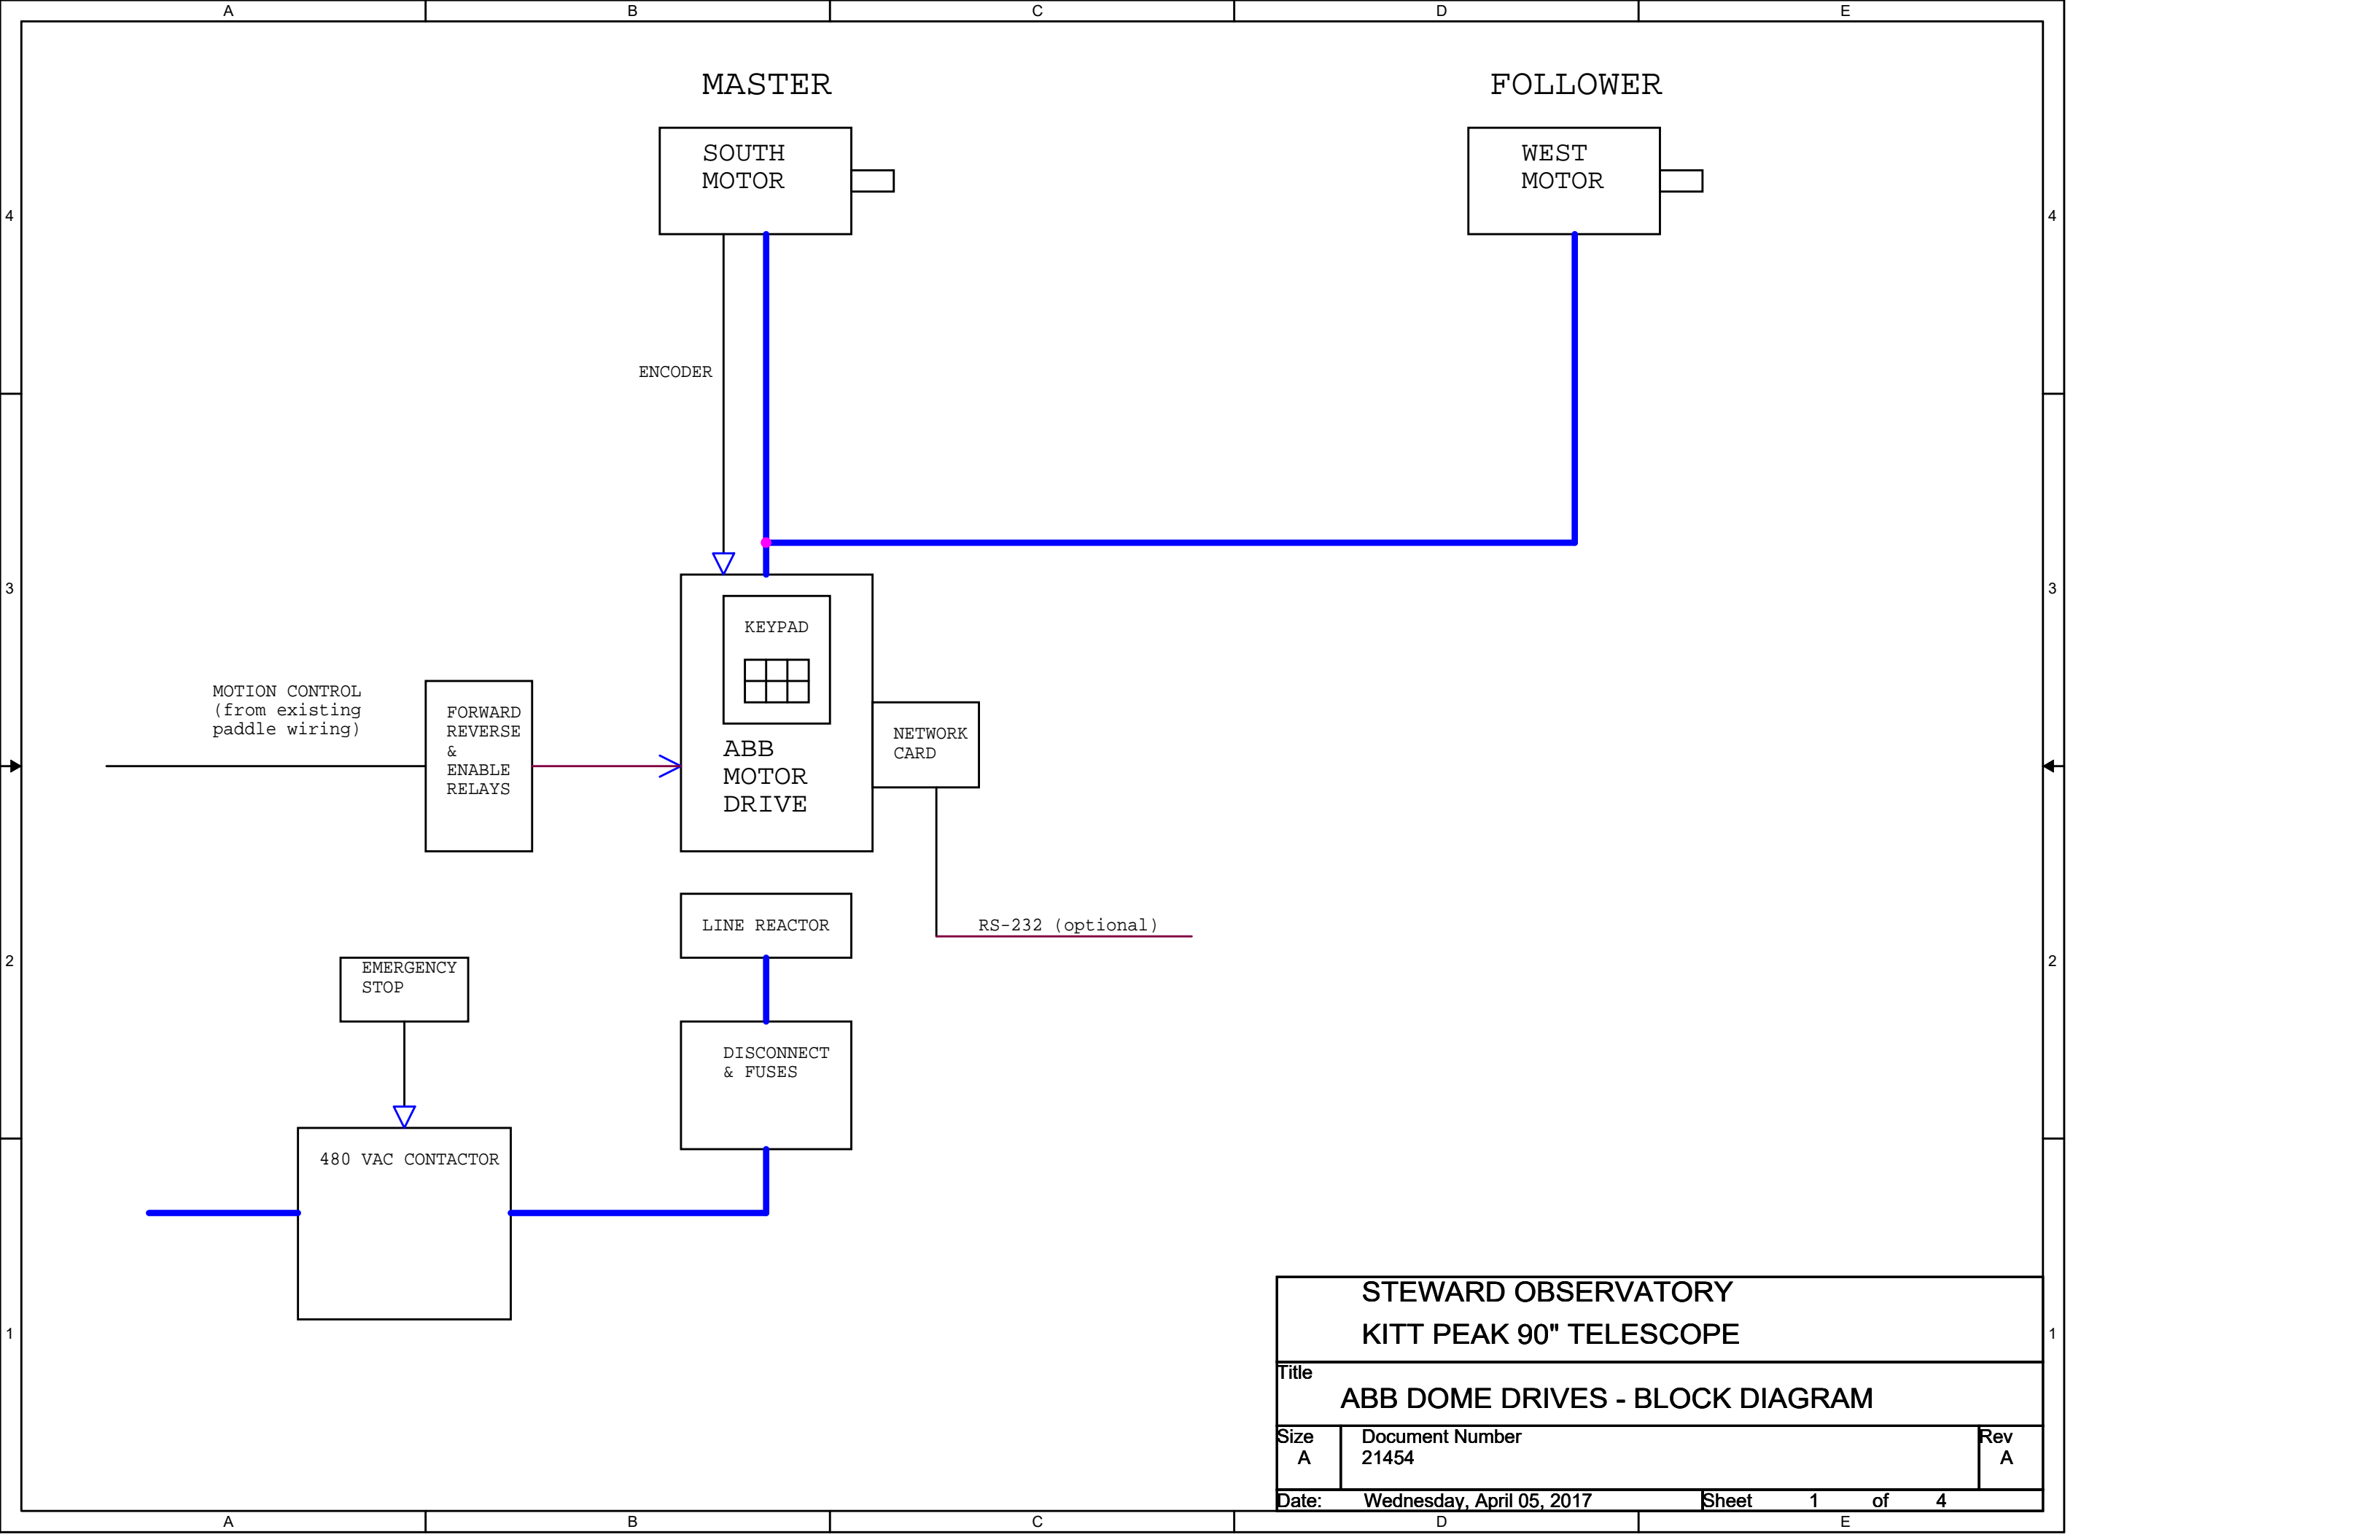 A B C D E
MASTER
FOLLOWER
SOUTH
MOTOR
WEST
MOTOR
4
4
ENCODER
3
3
KEYPAD
MOTION CONTROL
(from existing
paddle wiring)
FORWARD
REVERSE
&
ENABLE
RELAYS
ABB
MOTOR
DRIVE
NETWORK
CARD
LINE REACTOR
RS-232 (optional)
2
2
EMERGENCY
STOP
DISCONNECT
& FUSES
480 VAC CONTACTOR
1
1
STEWARD OBSERVATORY
KITT PEAK 90" TELESCOPE
Title
ABB DOME DRIVES - BLOCK DIAGRAM
Size
A
Document Number
21454
Rev
A
Date: Wednesday, April 05, 2017
Sheet 1 of 4
A B C D E